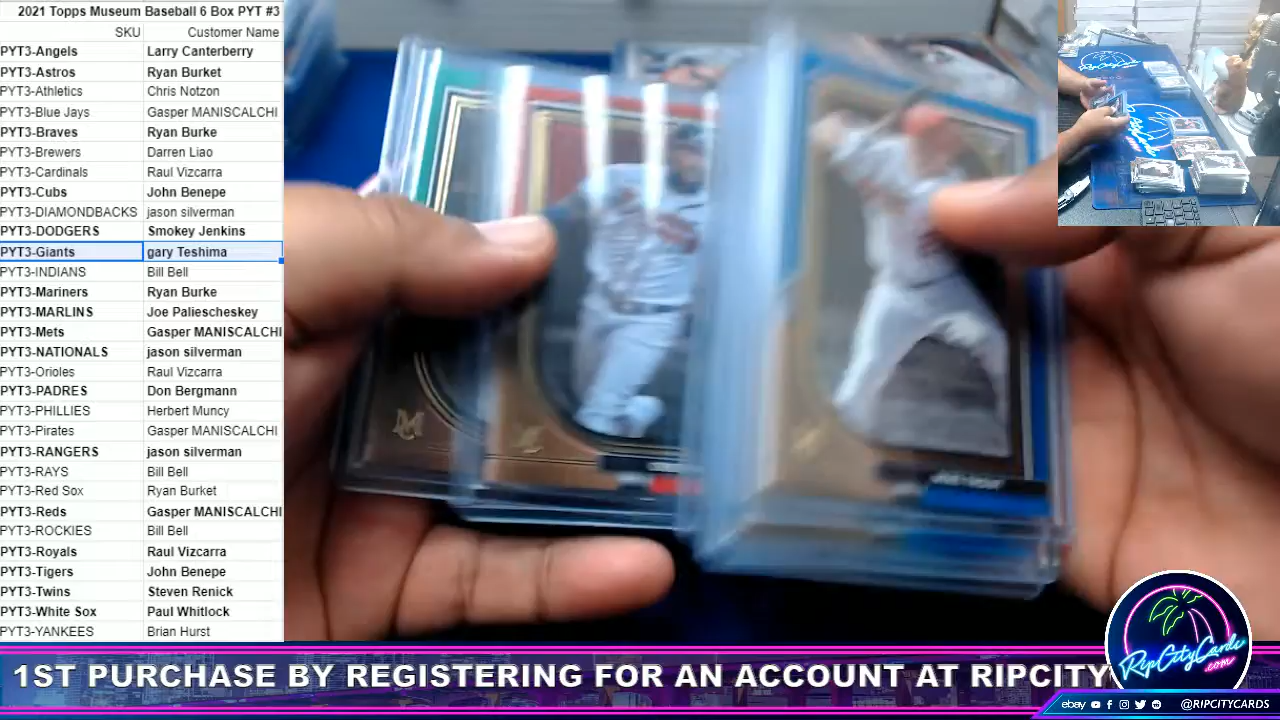 2021 Topps Museum Baseball 6 Box PYT #3
SKU Customer Name
PYT3-Angels Larry Canterberry
PYT3-Astros Ryan Burket
PYT3-Athletics Chris Notzon
PYT3-Blue Jays Gasper MANISCALCHI
PYT3-Braves Ryan Burke
PYT3-Brewers Darren Liao
PYT3-Cardinals Raul Vizcarra
PYT3-Cubs John Benepe
PYT3-DIAMONDBACKS jason silverman
PYT3-DODGERS Smokey Jenkins
PYT3-Giants gary Teshima
PYT3-INDIANS Bill Bell
PYT3-Mariners Ryan Burke
PYT3-MARLINS Joe Paliescheskey
PYT3-Mets Gasper MANISCALCHI
PYT3-NATIONALS jason silverman
PYT3-Orioles Raul Vizcarra
PYT3-PADRES Don Bergmann
PYT3-PHILLIES Herbert Muncy
PYT3-Pirates Gasper MANISCALCHI
PYT3-RANGERS jason silverman
PYT3-RAYS Bill Bell
PYT3-Red Sox Ryan Burket
PYT3-Reds Gasper MANISCALCHI
PYT3-ROCKIES Bill Bell
PYT3-Royals Raul Vizcarra
PYT3-Tigers John Benepe
PYT3-Twins Steven Renick
PYT3-White Sox Paul Whitlock
PYT3-YANKEES Brian Hurst
M
RipCityCards
.com
1ST PURCHASE BY REGISTERING FOR AN ACCOUNT AT RIPCITY
ebay @RIPCITYCARDS